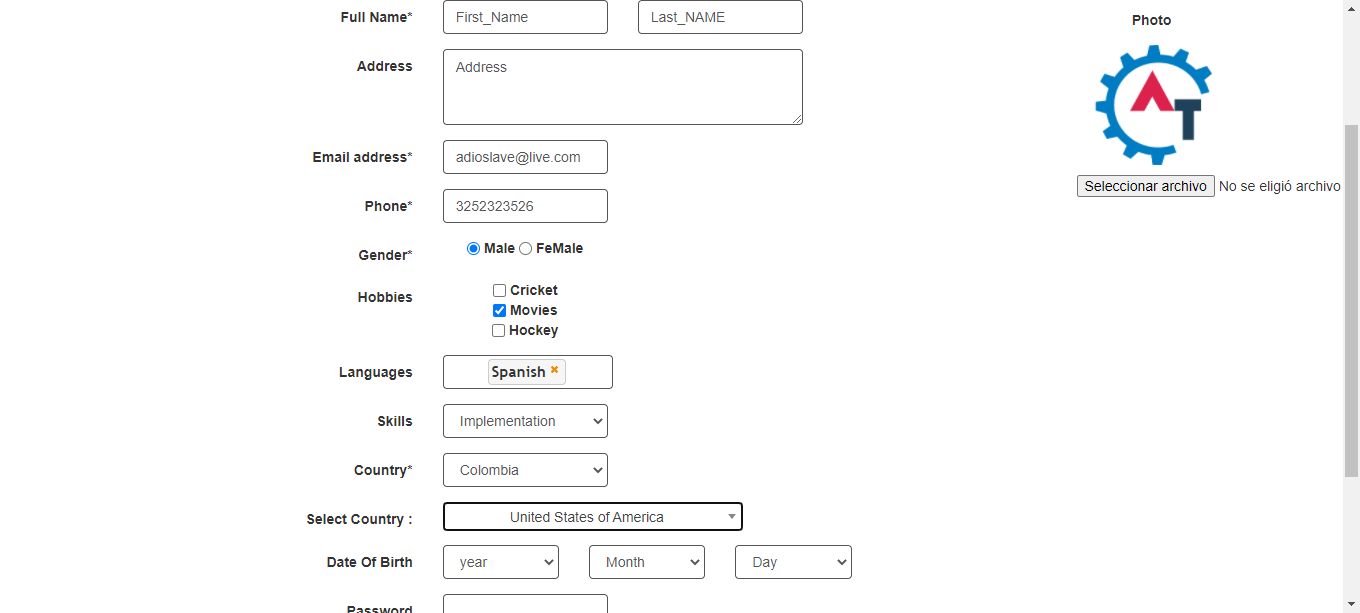 Full Name* First_Name Last_NAME Photo
Address Address
AT
Email address* adioslave@live.com
Seleccionar archivo No se eligió archivo
Phone* 3252323526
Gender* Male FeMale
Hobbies Cricket
Movies
Hockey
Languages Spanish
Skills Implementation
Country* Colombia
Select Country : United States of America
Date Of Birth year Month Day
Password